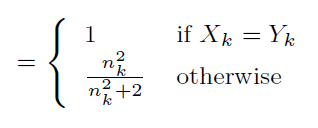 = { 1 if X_k = Y_k
n_k^2 / (n_k^2 + 2) otherwise